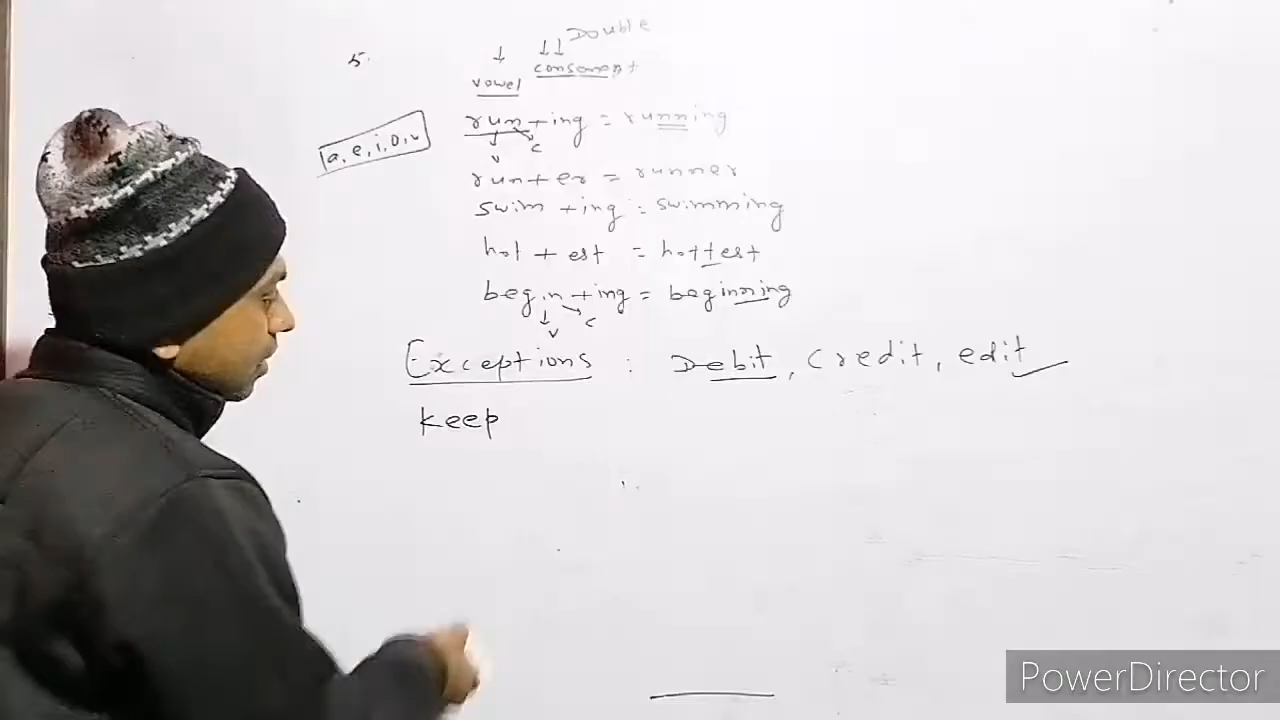 5.
Double
↓ ↓↓
vowel consonent
a, e, i, o, u
run+ing = running
v c
run+er = runner
swim +ing = swimming
hot + est = hottest
begin +ing = beginning
v c
Exceptions : Debit, Credit, edit
keep
PowerDirector